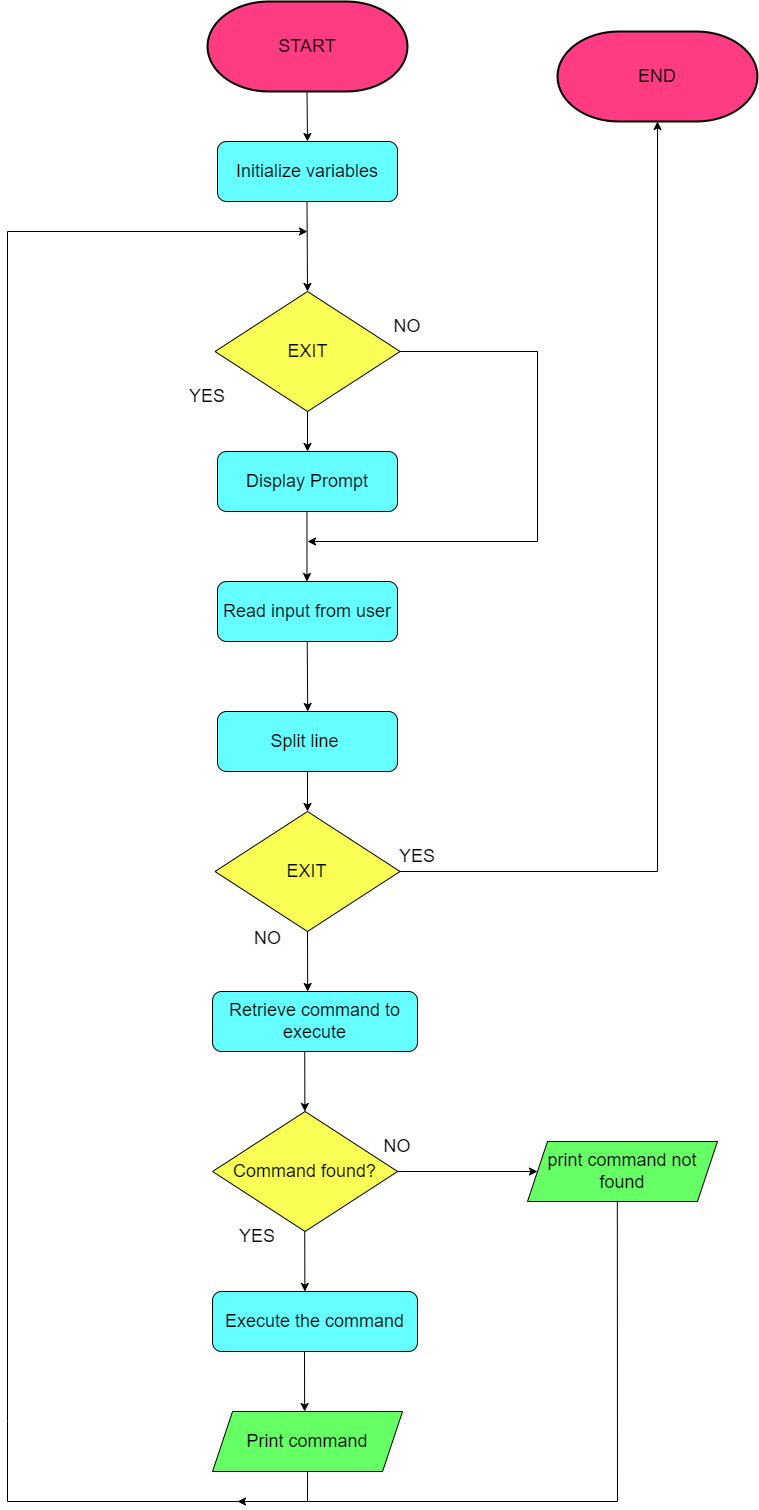 START
END
Initialize variables
NO
EXIT
YES
Display Prompt
Read input from user
Split line
YES
EXIT
NO
Retrieve command to
execute
NO
print command not
found
Command found?
YES
Execute the command
Print command